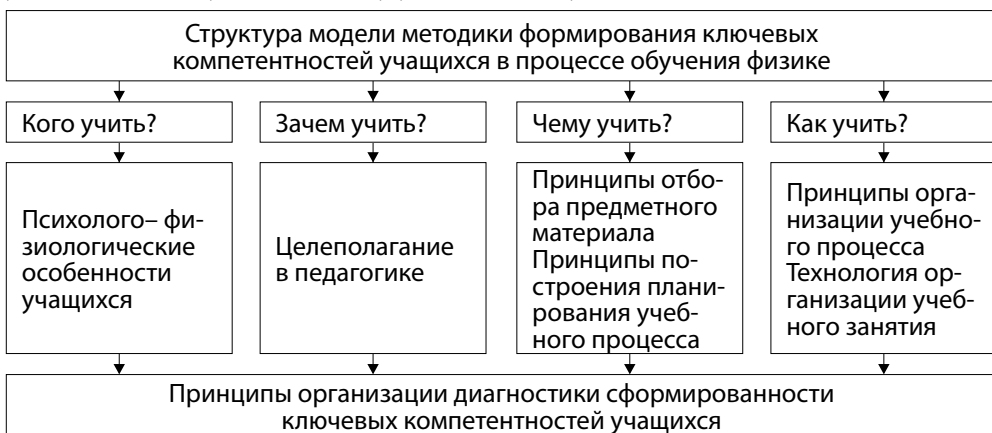 Структура модели методики формирования ключевых
компетентностей учащихся в процессе обучения физике
Кого учить?
Зачем учить?
Чему учить?
Как учить?
Психолого– фи-
зиологические
особенности
учащихся
Целеполагание
в педагогике
Принципы отбо-
ра предметного
материала
Принципы по-
строения плани-
рования учеб-
ного процесса
Принципы орга-
низации учебно-
го процесса
Технология ор-
ганизации учеб-
ного занятия
Принципы организации диагностики сформированности
ключевых компетентностей учащихся